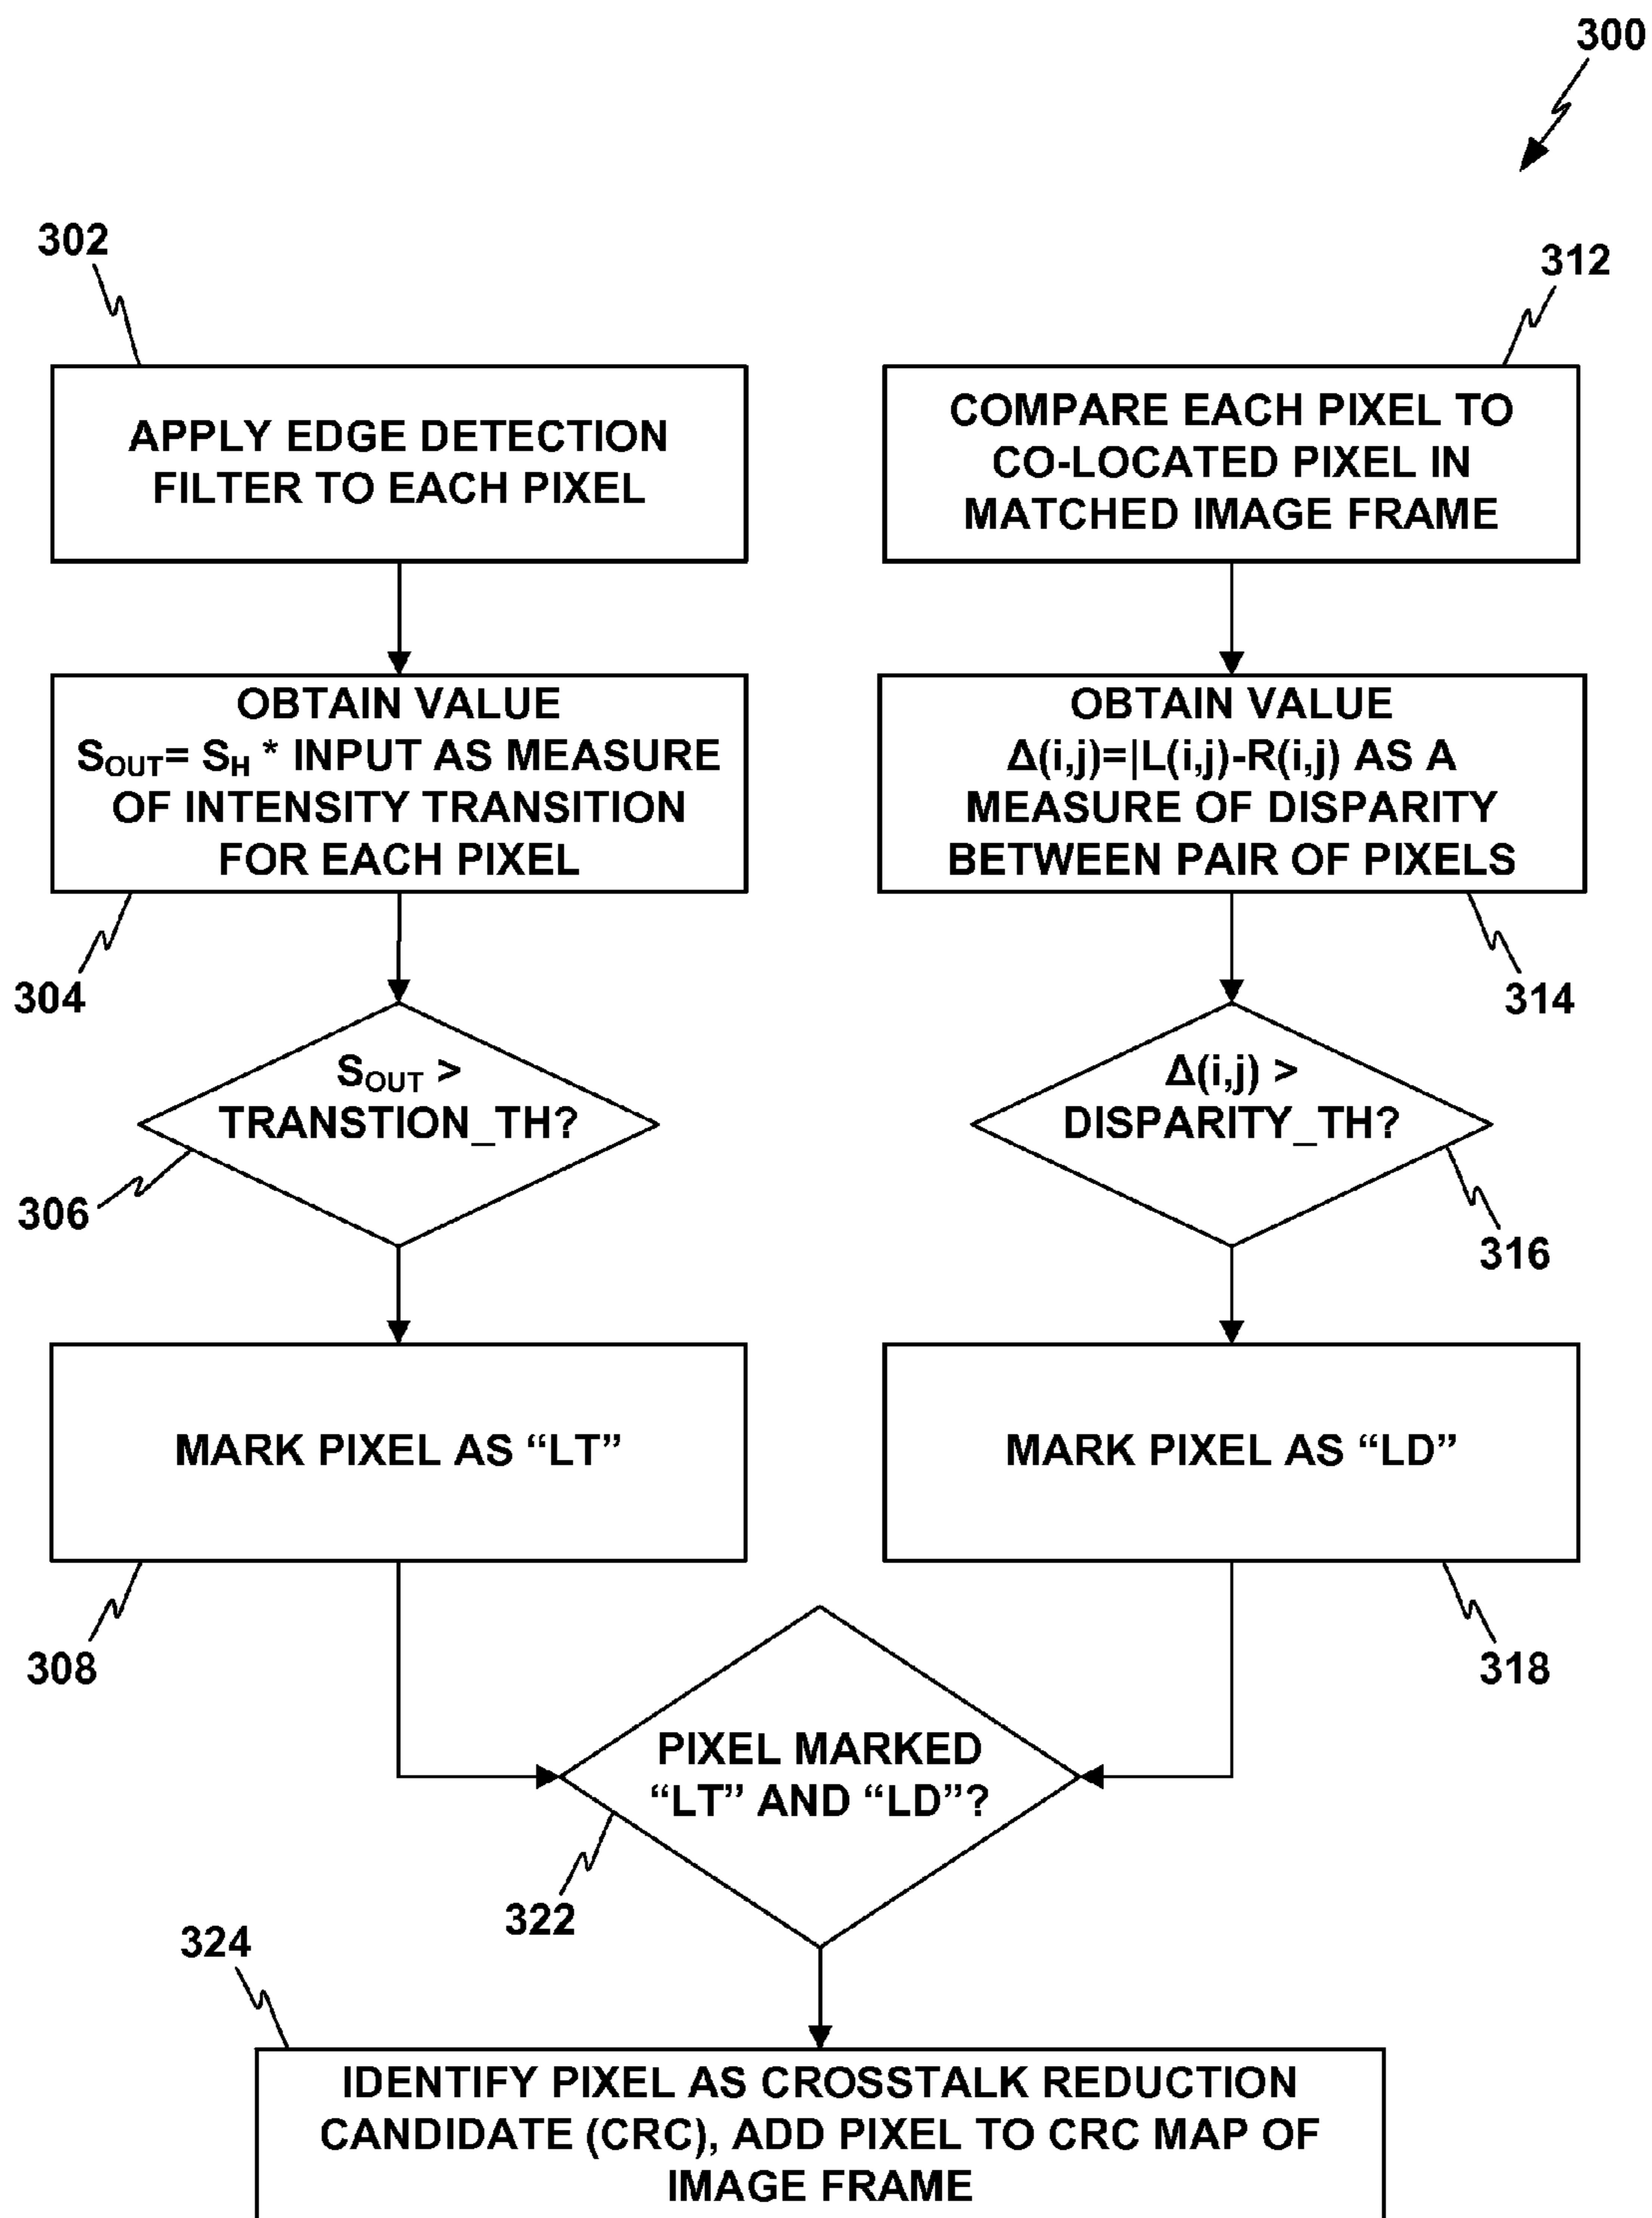 300
302
312
APPLY EDGE DETECTION
FILTER TO EACH PIXEL
COMPARE EACH PIXEL TO
CO-LOCATED PIXEL IN
MATCHED IMAGE FRAME
OBTAIN VALUE
SOUT= SH * INPUT AS MEASURE
OF INTENSITY TRANSITION
FOR EACH PIXEL
OBTAIN VALUE
Δ(i,j)=|L(i,j)-R(i,j) AS A
MEASURE OF DISPARITY
BETWEEN PAIR OF PIXELS
304
314
SOUT >
TRANSTION_TH?
Δ(i,j) >
DISPARITY_TH?
306
316
MARK PIXEL AS “LT”
MARK PIXEL AS “LD”
308
318
PIXEL MARKED
“LT” AND “LD”?
322
324
IDENTIFY PIXEL AS CROSSTALK REDUCTION
CANDIDATE (CRC), ADD PIXEL TO CRC MAP OF
IMAGE FRAME